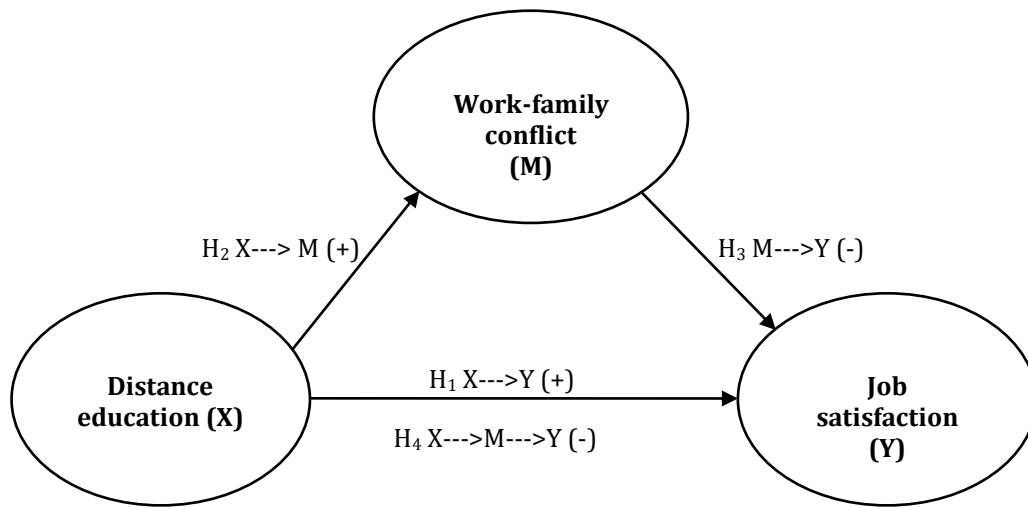 Work-family
conflict
(M)
H₂ X---> M (+)
H₃ M--->Y (-)
Distance
education (X)
H₁ X--->Y (+)
H₄ X--->M--->Y (-)
Job
satisfaction
(Y)